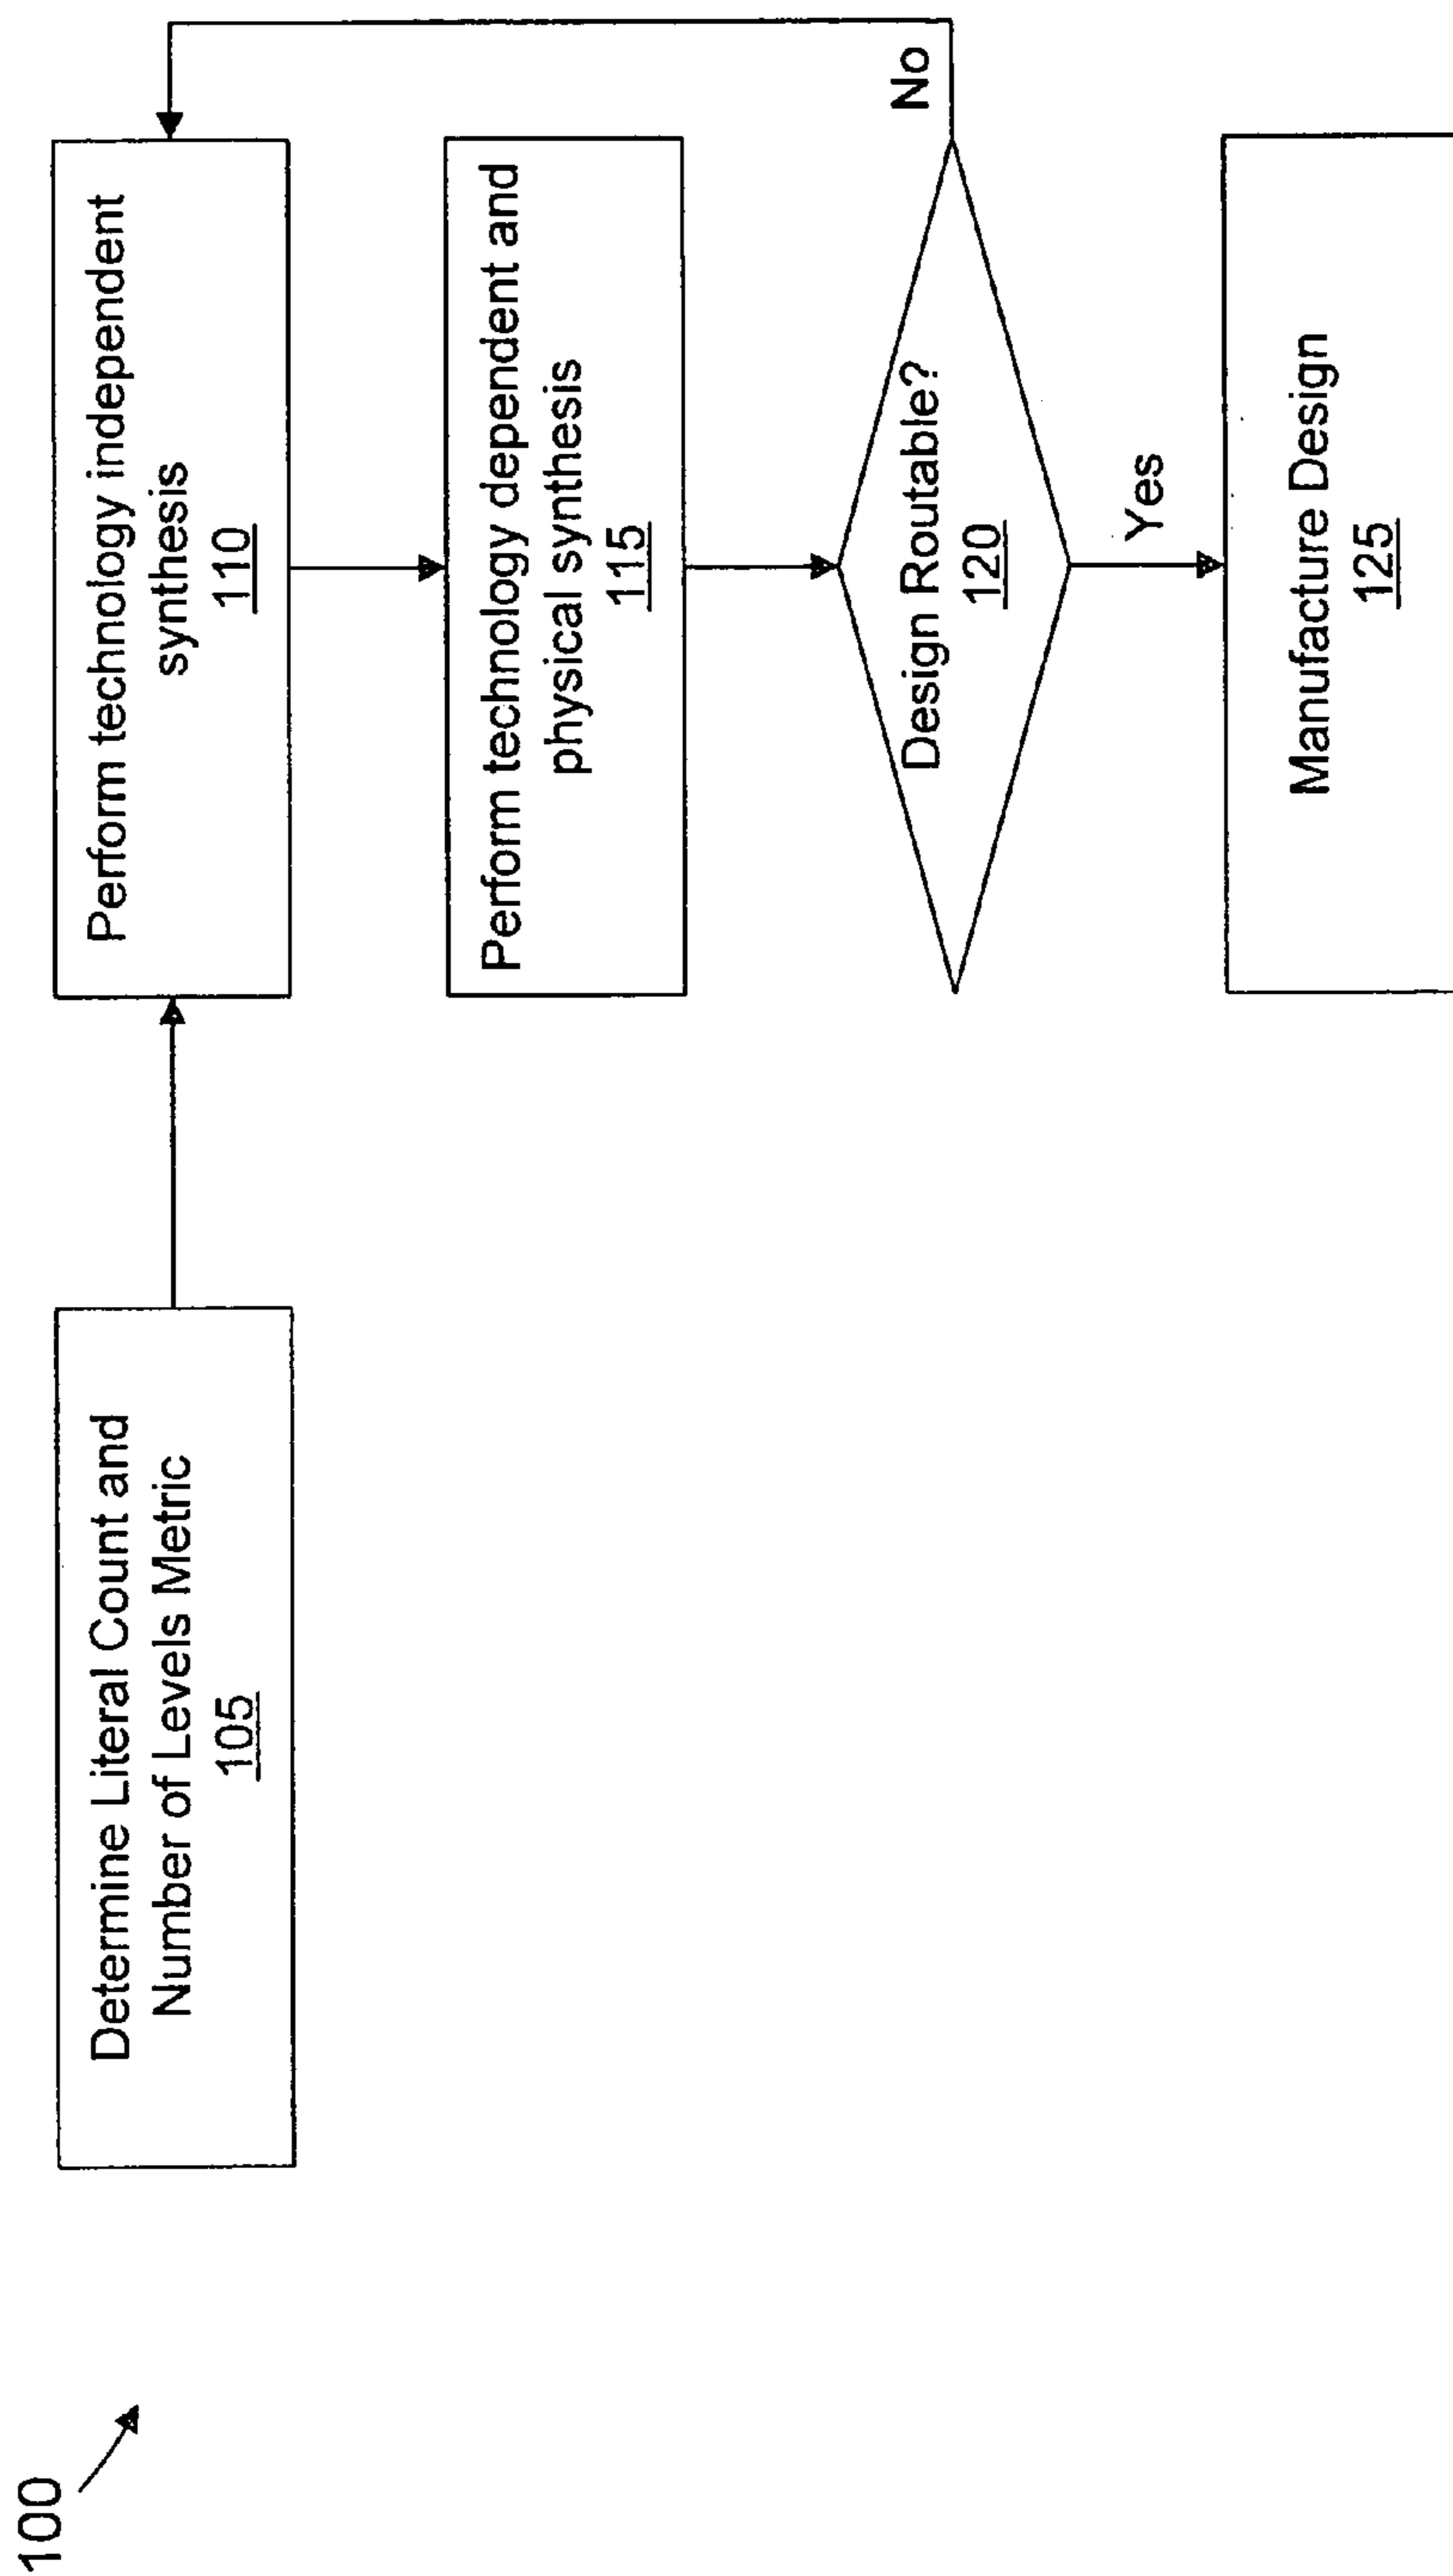 100
Determine Literal Count and
Number of Levels Metric
105
Perform technology independent
synthesis
110
Perform technology dependent and
physical synthesis
115
Design Routable?
120
No
Yes
Manufacture Design
125